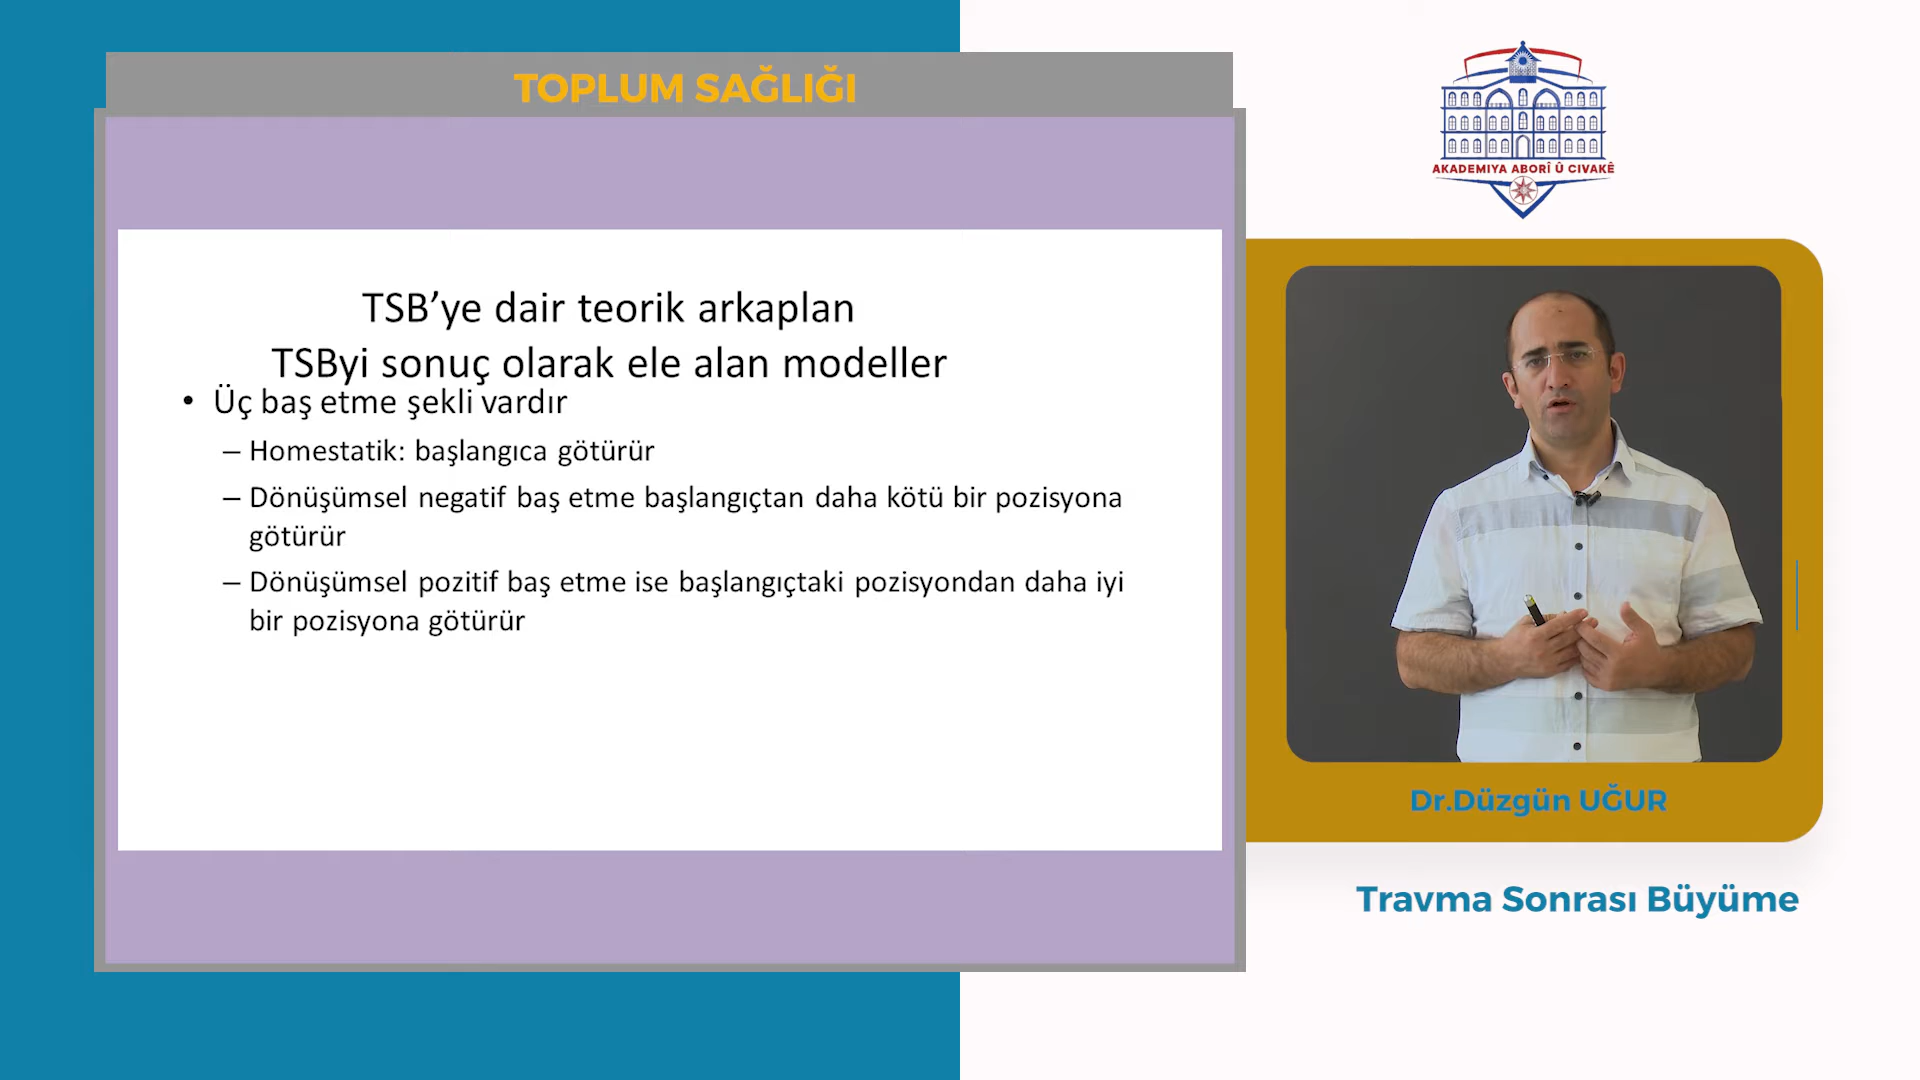 TOPLUM SAĞLIĞI
TSB’ye dair teorik arkaplan
TSByi sonuç olarak ele alan modeller
• Üç baş etme şekli vardır
– Homestatik: başlangıca götürür
– Dönüşümsel negatif baş etme başlangıçtan daha kötü bir pozisyona
götürür
– Dönüşümsel pozitif baş etme ise başlangıçtaki pozisyondan daha iyi
bir pozisyona götürür
AKADEMIYA ABORÎ Û CIVAKÊ
Dr.Düzgün UĞUR
Travma Sonrası Büyüme